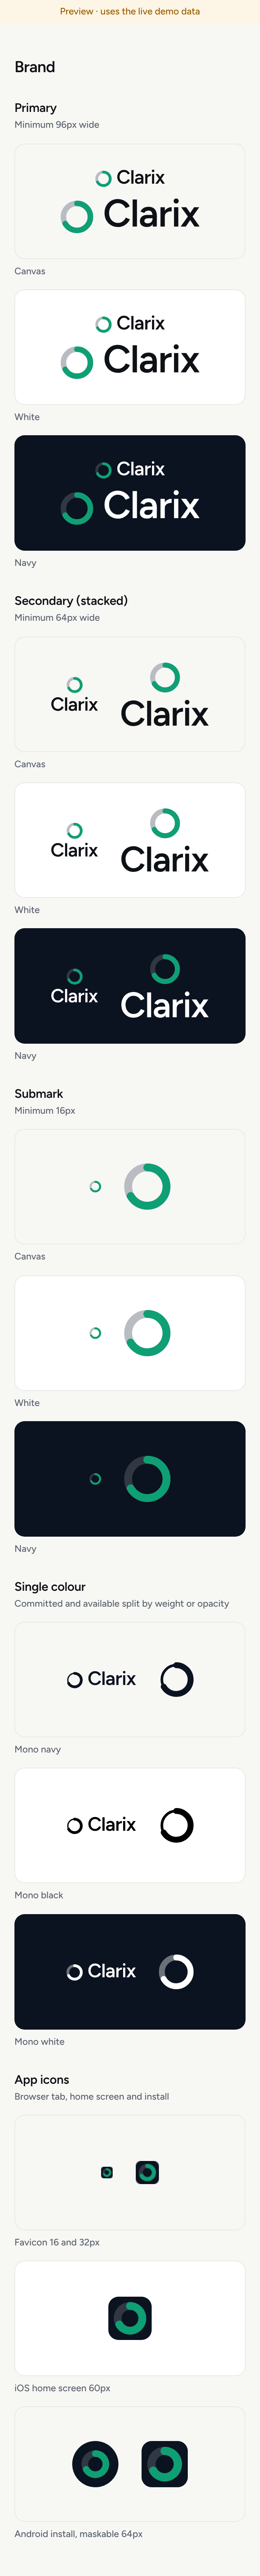 Preview · uses the live demo data
Brand
Primary
Minimum 96px wide
Clarix
Clarix
Canvas
Clarix
Clarix
White
Clarix
Clarix
Navy
Secondary (stacked)
Minimum 64px wide
Clarix
Clarix
Canvas
Clarix
Clarix
White
Clarix
Clarix
Navy
Submark
Minimum 16px
Canvas
White
Navy
Single colour
Committed and available split by weight or opacity
Clarix
Mono navy
Clarix
Mono black
Clarix
Mono white
App icons
Browser tab, home screen and install
Favicon 16 and 32px
iOS home screen 60px
Android install, maskable 64px